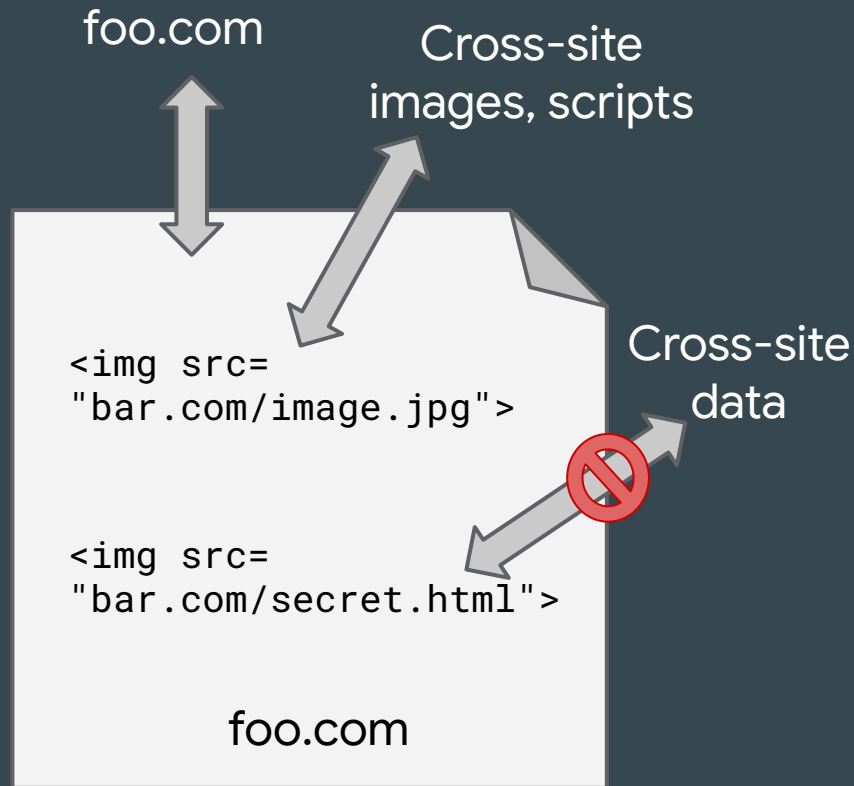 foo.com
Cross-site
images, scripts
<img src=
"bar.com/image.jpg">
Cross-site
data
<img src=
"bar.com/secret.html">
foo.com